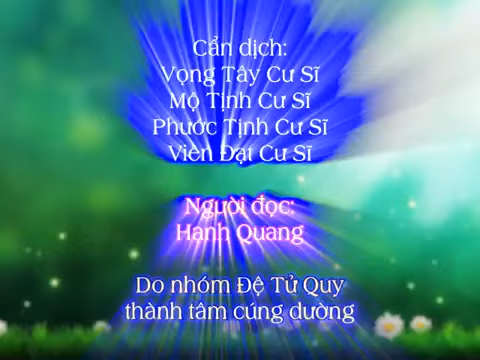 Cẩn dịch:
Vọng Tây Cư Sĩ
Mộ Tịnh Cư Sĩ
Phước Tịnh Cư Sĩ
Viên Đạt Cư Sĩ
Người đọc:
Hạnh Quang
Do nhóm Đệ Tử Quy
thành tâm cúng dường